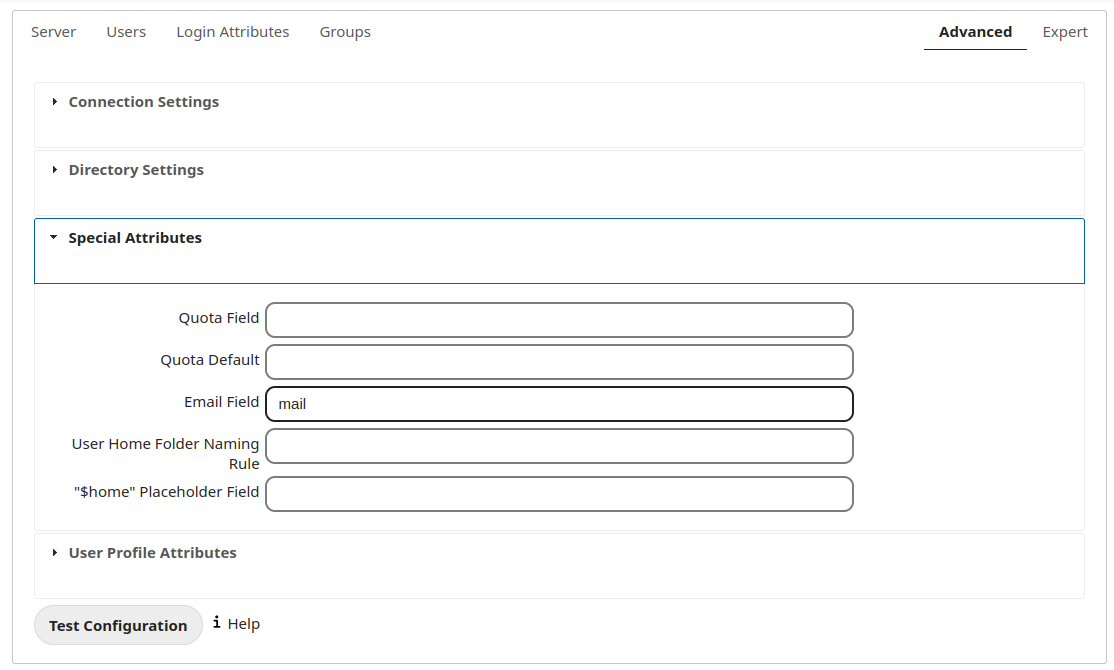 Server Users Login Attributes Groups Advanced Expert
Connection Settings
Directory Settings
Special Attributes
Quota Field
Quota Default
Email Field mail
User Home Folder Naming
Rule
"$home" Placeholder Field
User Profile Attributes
Test Configuration i Help